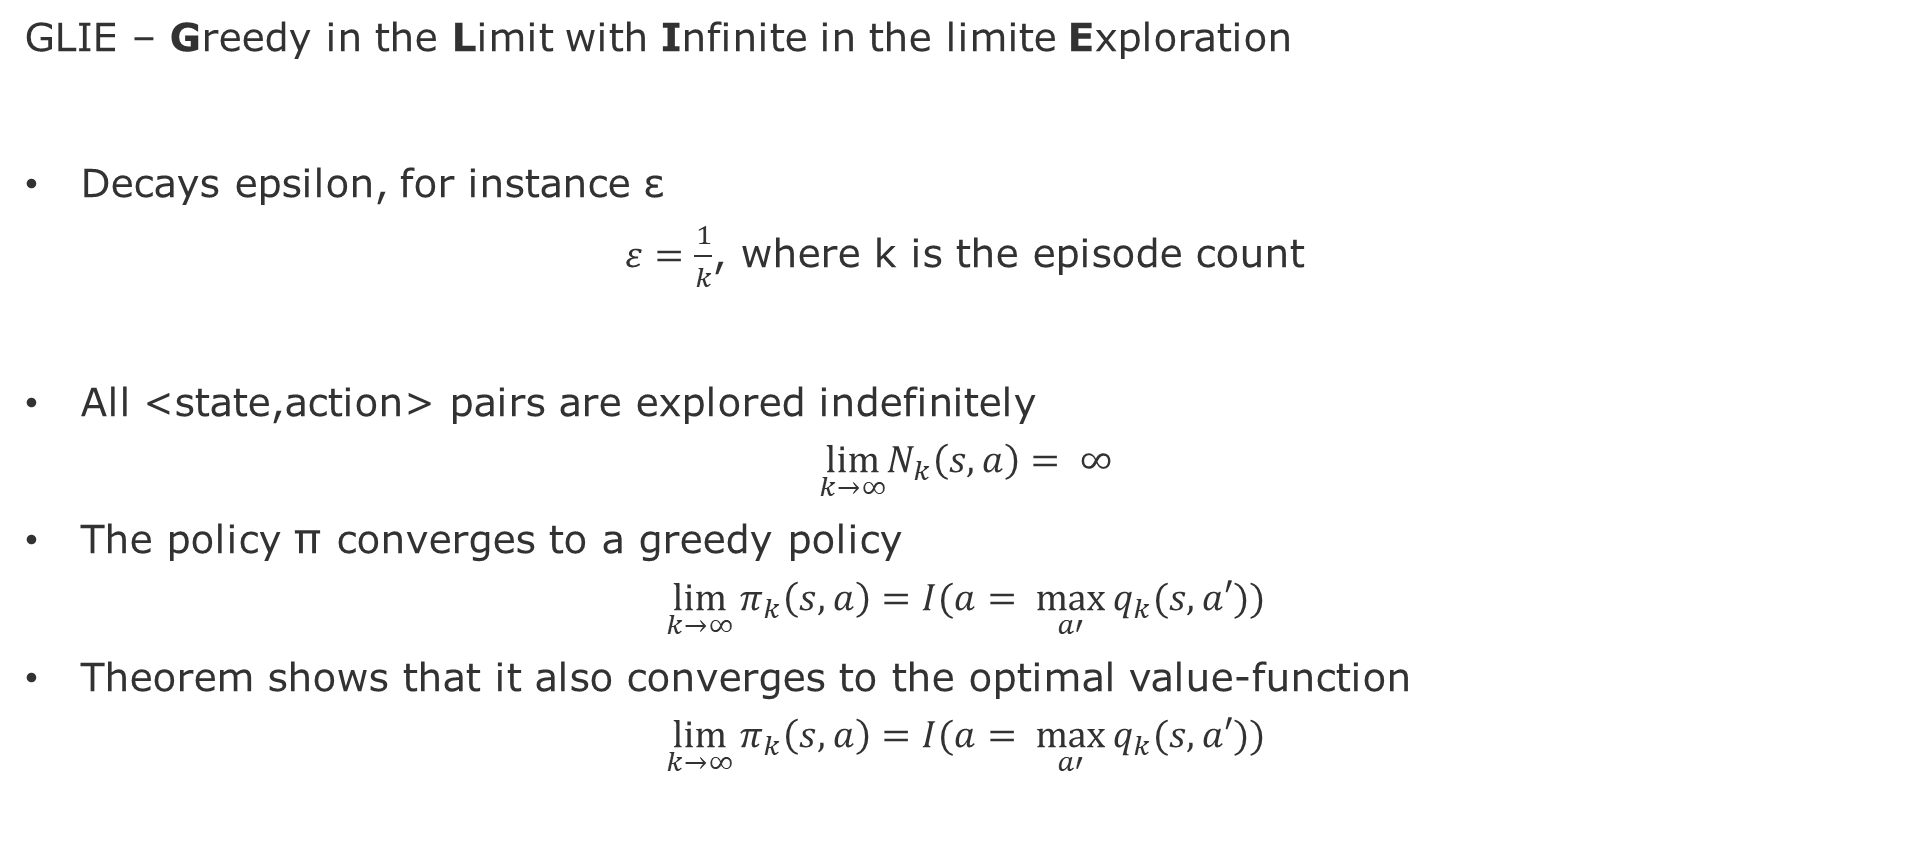 GLIE – Greedy in the Limit with Infinite in the limite Exploration
• Decays epsilon, for instance ε
ε = 1/k, where k is the episode count
• All <state,action> pairs are explored indefinitely
lim k→∞ N_k(s, a) = ∞
• The policy π converges to a greedy policy
lim k→∞ π_k(s, a) = I(a = max a′ q_k(s, a′))
• Theorem shows that it also converges to the optimal value-function
lim k→∞ π_k(s, a) = I(a = max a′ q_k(s, a′))